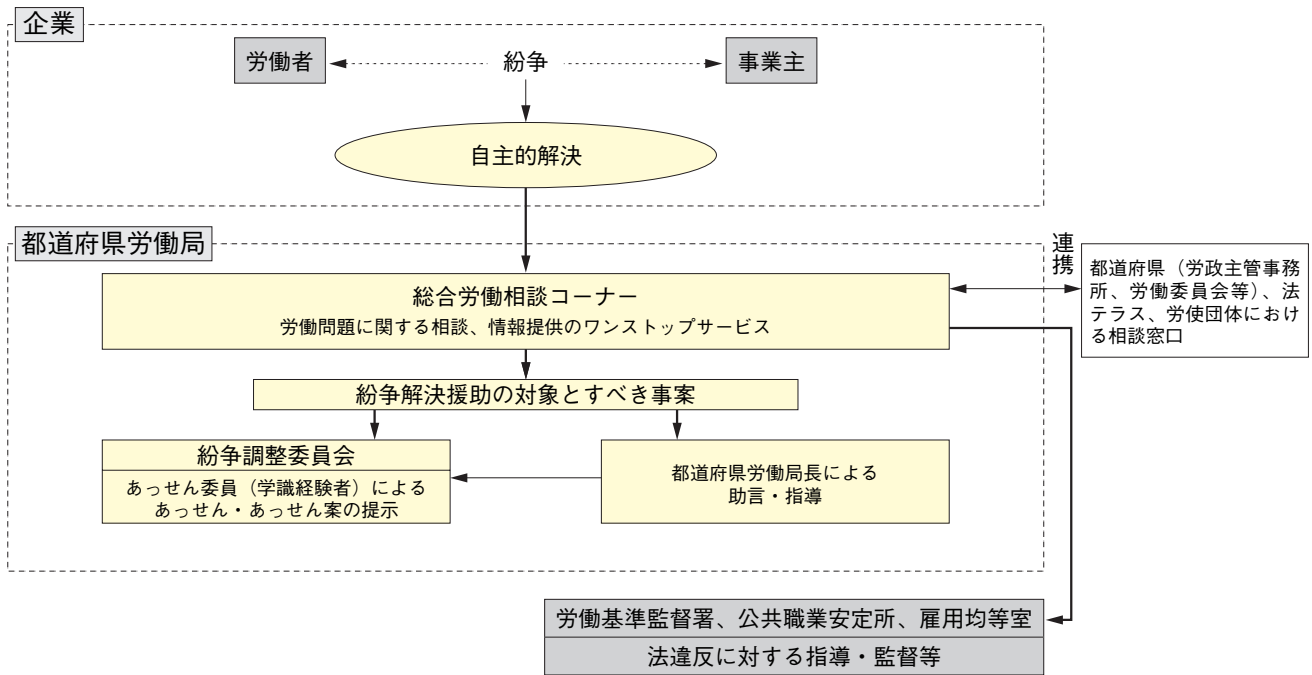 企業
労働者
紛争
事業主
自主的解決
都道府県労働局
総合労働相談コーナー
労働問題に関する相談、情報提供のワンストップサービス
連携
都道府県（労政主管事務
所、労働委員会等）、法
テラス、労使団体におけ
る相談窓口
紛争解決援助の対象とすべき事案
紛争調整委員会
あっせん委員（学識経験者）による
あっせん・あっせん案の提示
都道府県労働局長による
助言・指導
労働基準監督署、公共職業安定所、雇用均等室
法違反に対する指導・監督等